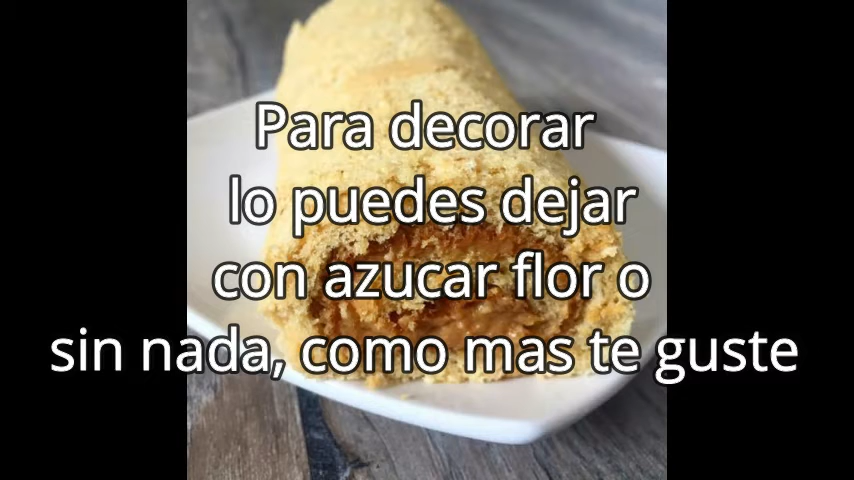 Para decorar
lo puedes dejar
con azucar flor o
sin nada, como mas te guste